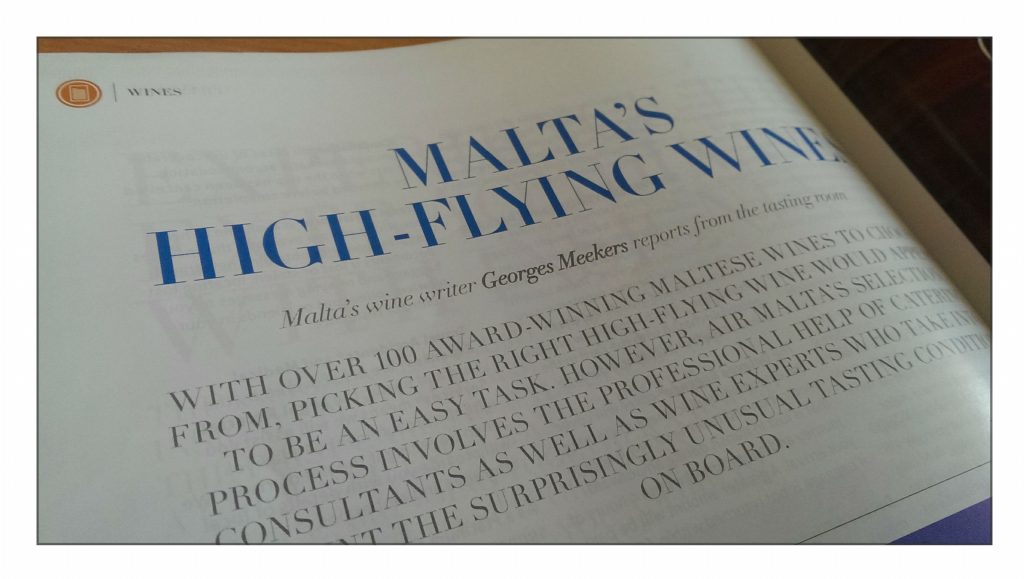 WINES
MALTA'S
HIGH-FLYING WINE
Malta's wine writer Georges Meekers reports from the tasting room
WITH OVER 100 AWARD-WINNING MALTESE WINES TO
FROM, PICKING THE RIGHT HIGH-FLYING WINE WOULD
TO BE AN EASY TASK. HOWEVER, AIR MALTA'S SELECTION
PROCESS INVOLVES THE PROFESSIONAL HELP OF
CONSULTANTS AS WELL AS WINE EXPERTS WHO TAKE
THE SURPRISINGLY UNUSUAL TASTING
ON BOARD.